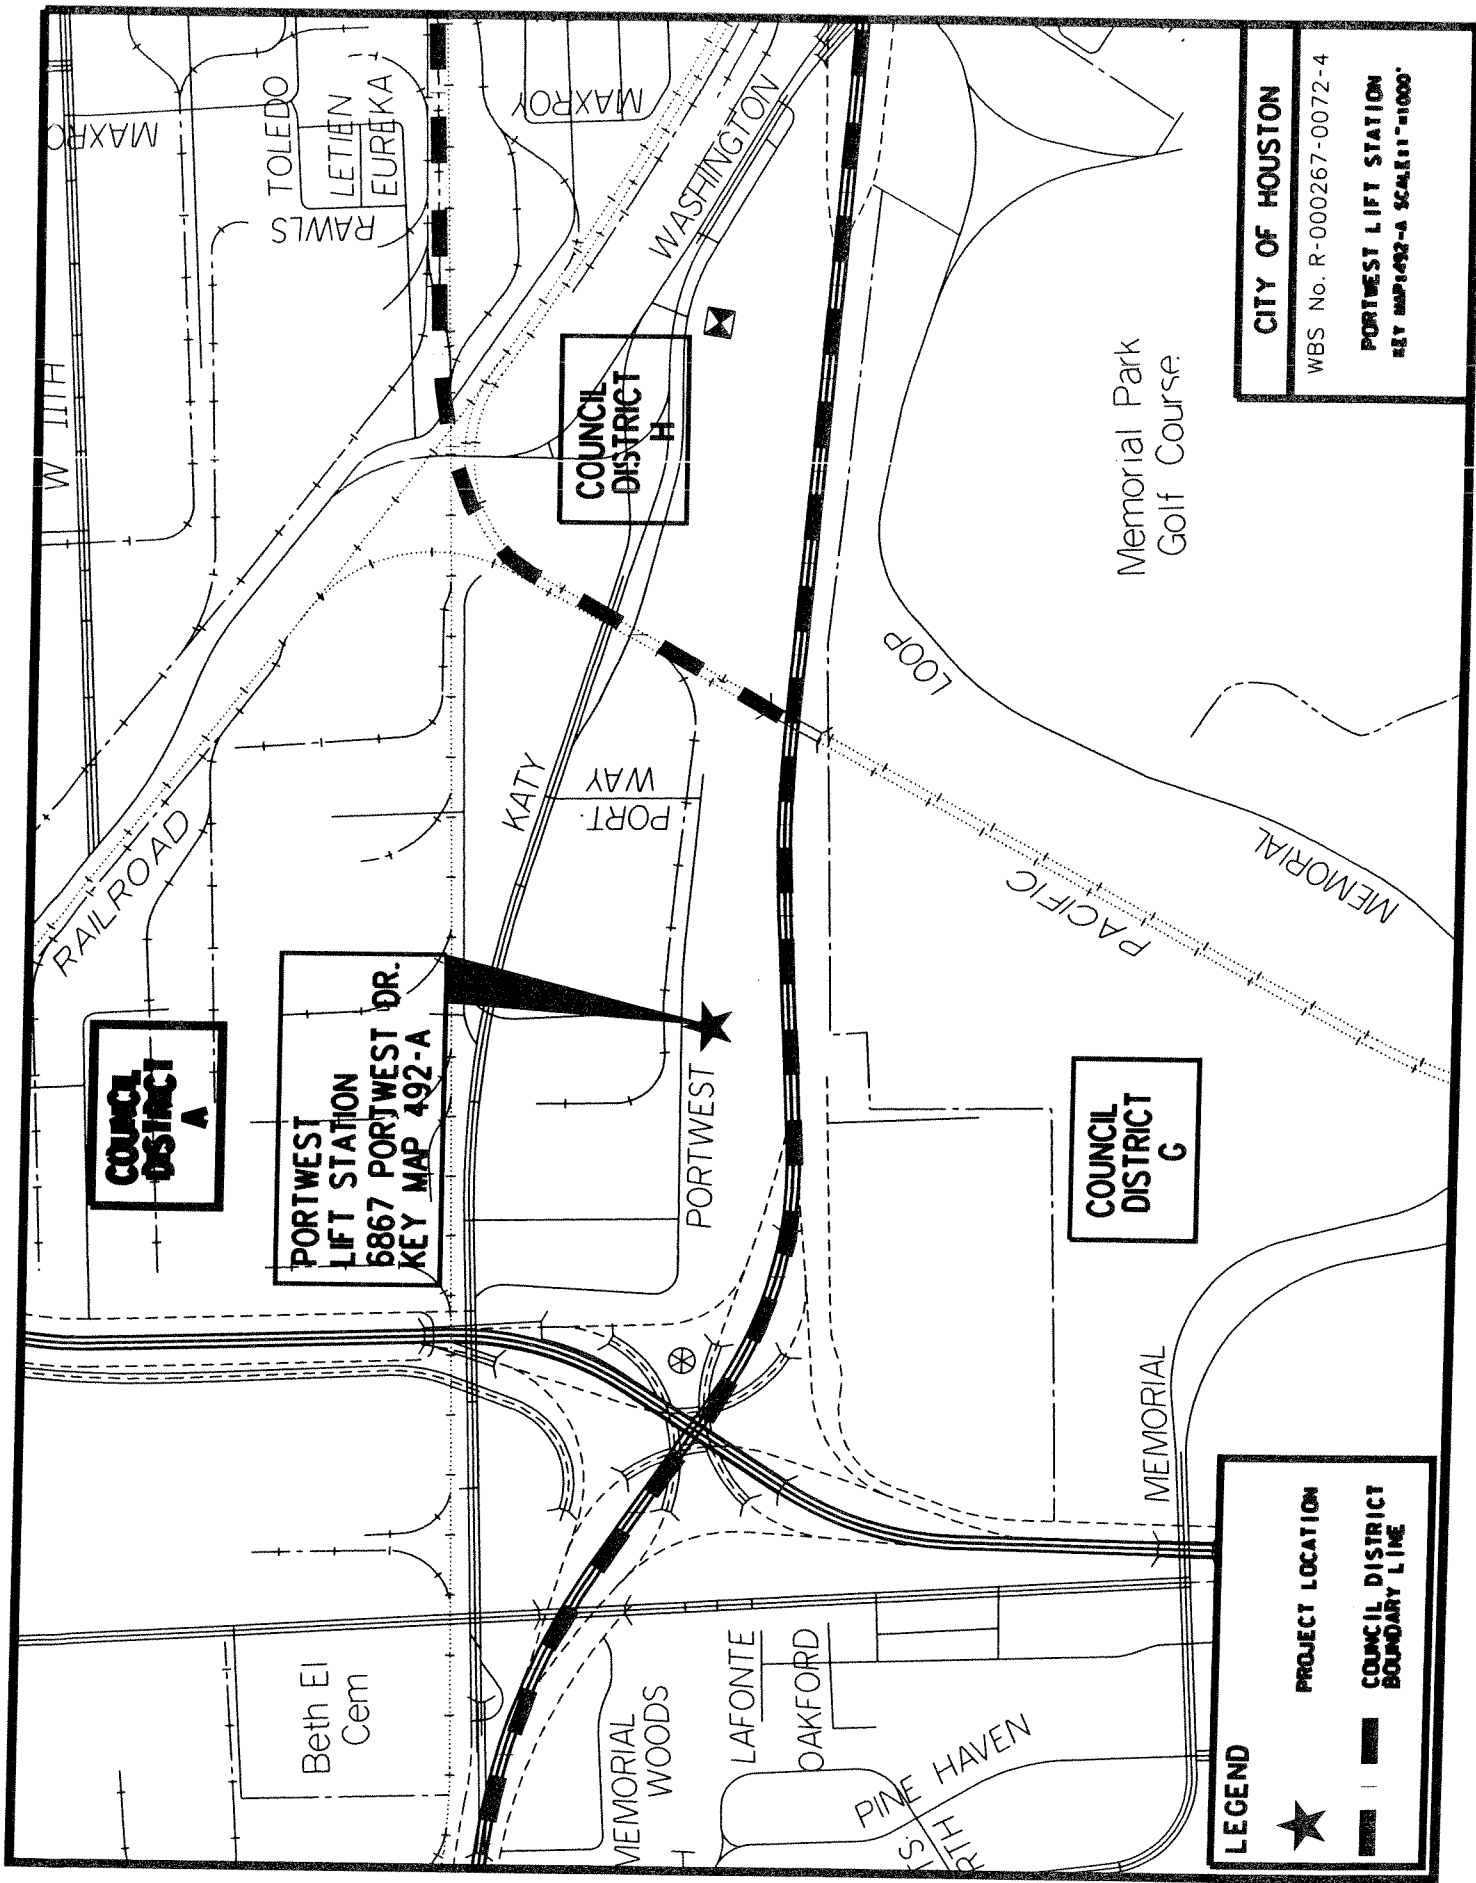 MAXRO
TOLEDO
LETIEN
EUREKA
RAWLS
MAXROY
WASHINGTON
W 11TH
COUNCIL
DISTRICT
H
RAILROAD
KATY
PORT
WAY
LOOP
MEMORIAL
PACIFIC
Memorial Park
Golf Course
COUNCIL
DISTRICT
A
PORTWEST
LIFT STATION
6867 PORTWEST DR.
KEY MAP 492-A
PORTWEST
COUNCIL
DISTRICT
G
MEMORIAL
Beth El
Cem
MEMORIAL
WOODS
LAFONTE
OAKFORD
PINE HAVEN
LEGEND
PROJECT LOCATION
COUNCIL DISTRICT
BOUNDARY LINE
CITY OF HOUSTON
WBS No. R-000267-0072-4
PORTWEST LIFT STATION
KEY MAP:492-A SCALE:1"=1000'